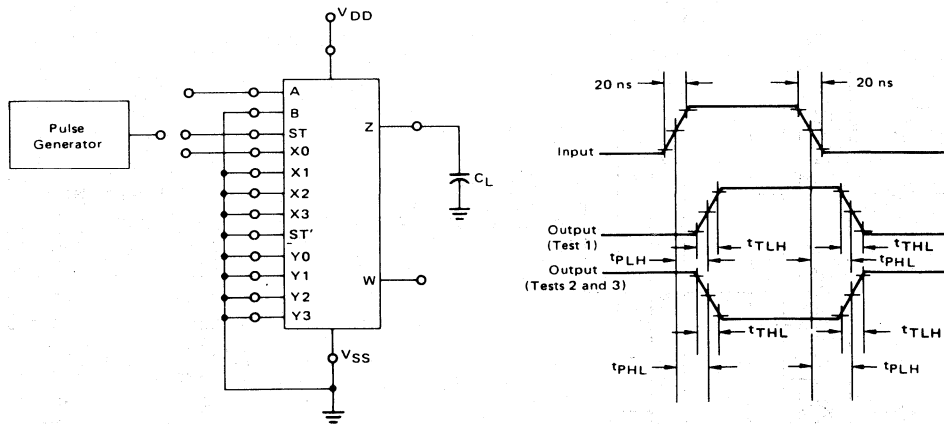 VDD
Pulse
Generator
A
B
ST
X0
X1
X2
X3
ST'
Y0
Y1
Y2
Y3
Z
W
CL
VSS
20 ns
20 ns
Input
Output
(Test 1)
tTLH
tTHL
tPLH
tPHL
Output
(Tests 2 and 3)
tTHL
tTLH
tPHL
tPLH